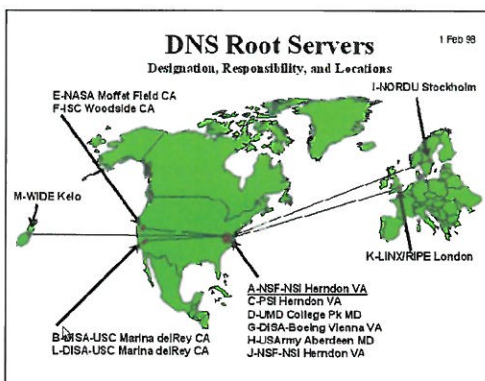 DNS Root Servers
1 Feb 98
Designation, Responsibility, and Locations
E-NASA Moffet Field CA
F-ISC Woodside CA
I-NORDU Stockholm
M-WIDE Keio
K-LINX/RIPE London
A-NSF-NSI Herndon VA
C-PSI Herndon VA
D-UMD College Pk MD
G-DISA-Boeing Vienna VA
H-USArmy Aberdeen MD
J-NSF-NSI Herndon VA
B-DISA-USC Marina delRey CA
L-DISA-USC Marina delRey CA